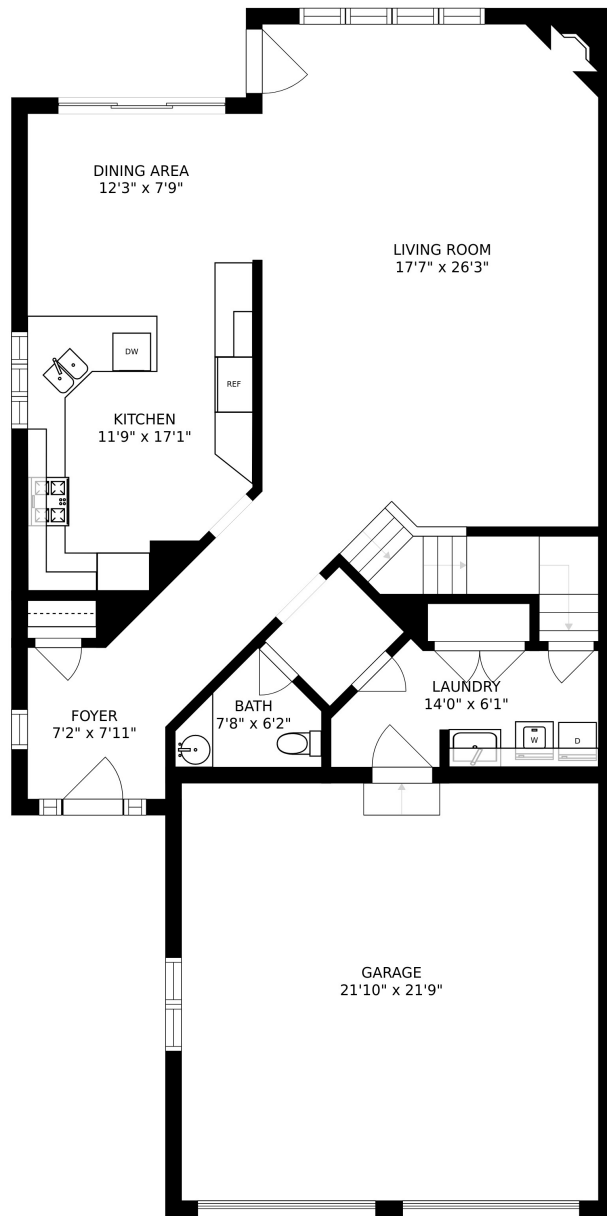 DINING AREA
12'3" x 7'9"
LIVING ROOM
17'7" x 26'3"
DW
REF
KITCHEN
11'9" x 17'1"
LAUNDRY
14'0" x 6'1"
BATH
7'8" x 6'2"
FOYER
7'2" x 7'11"
W
D
GARAGE
21'10" x 21'9"